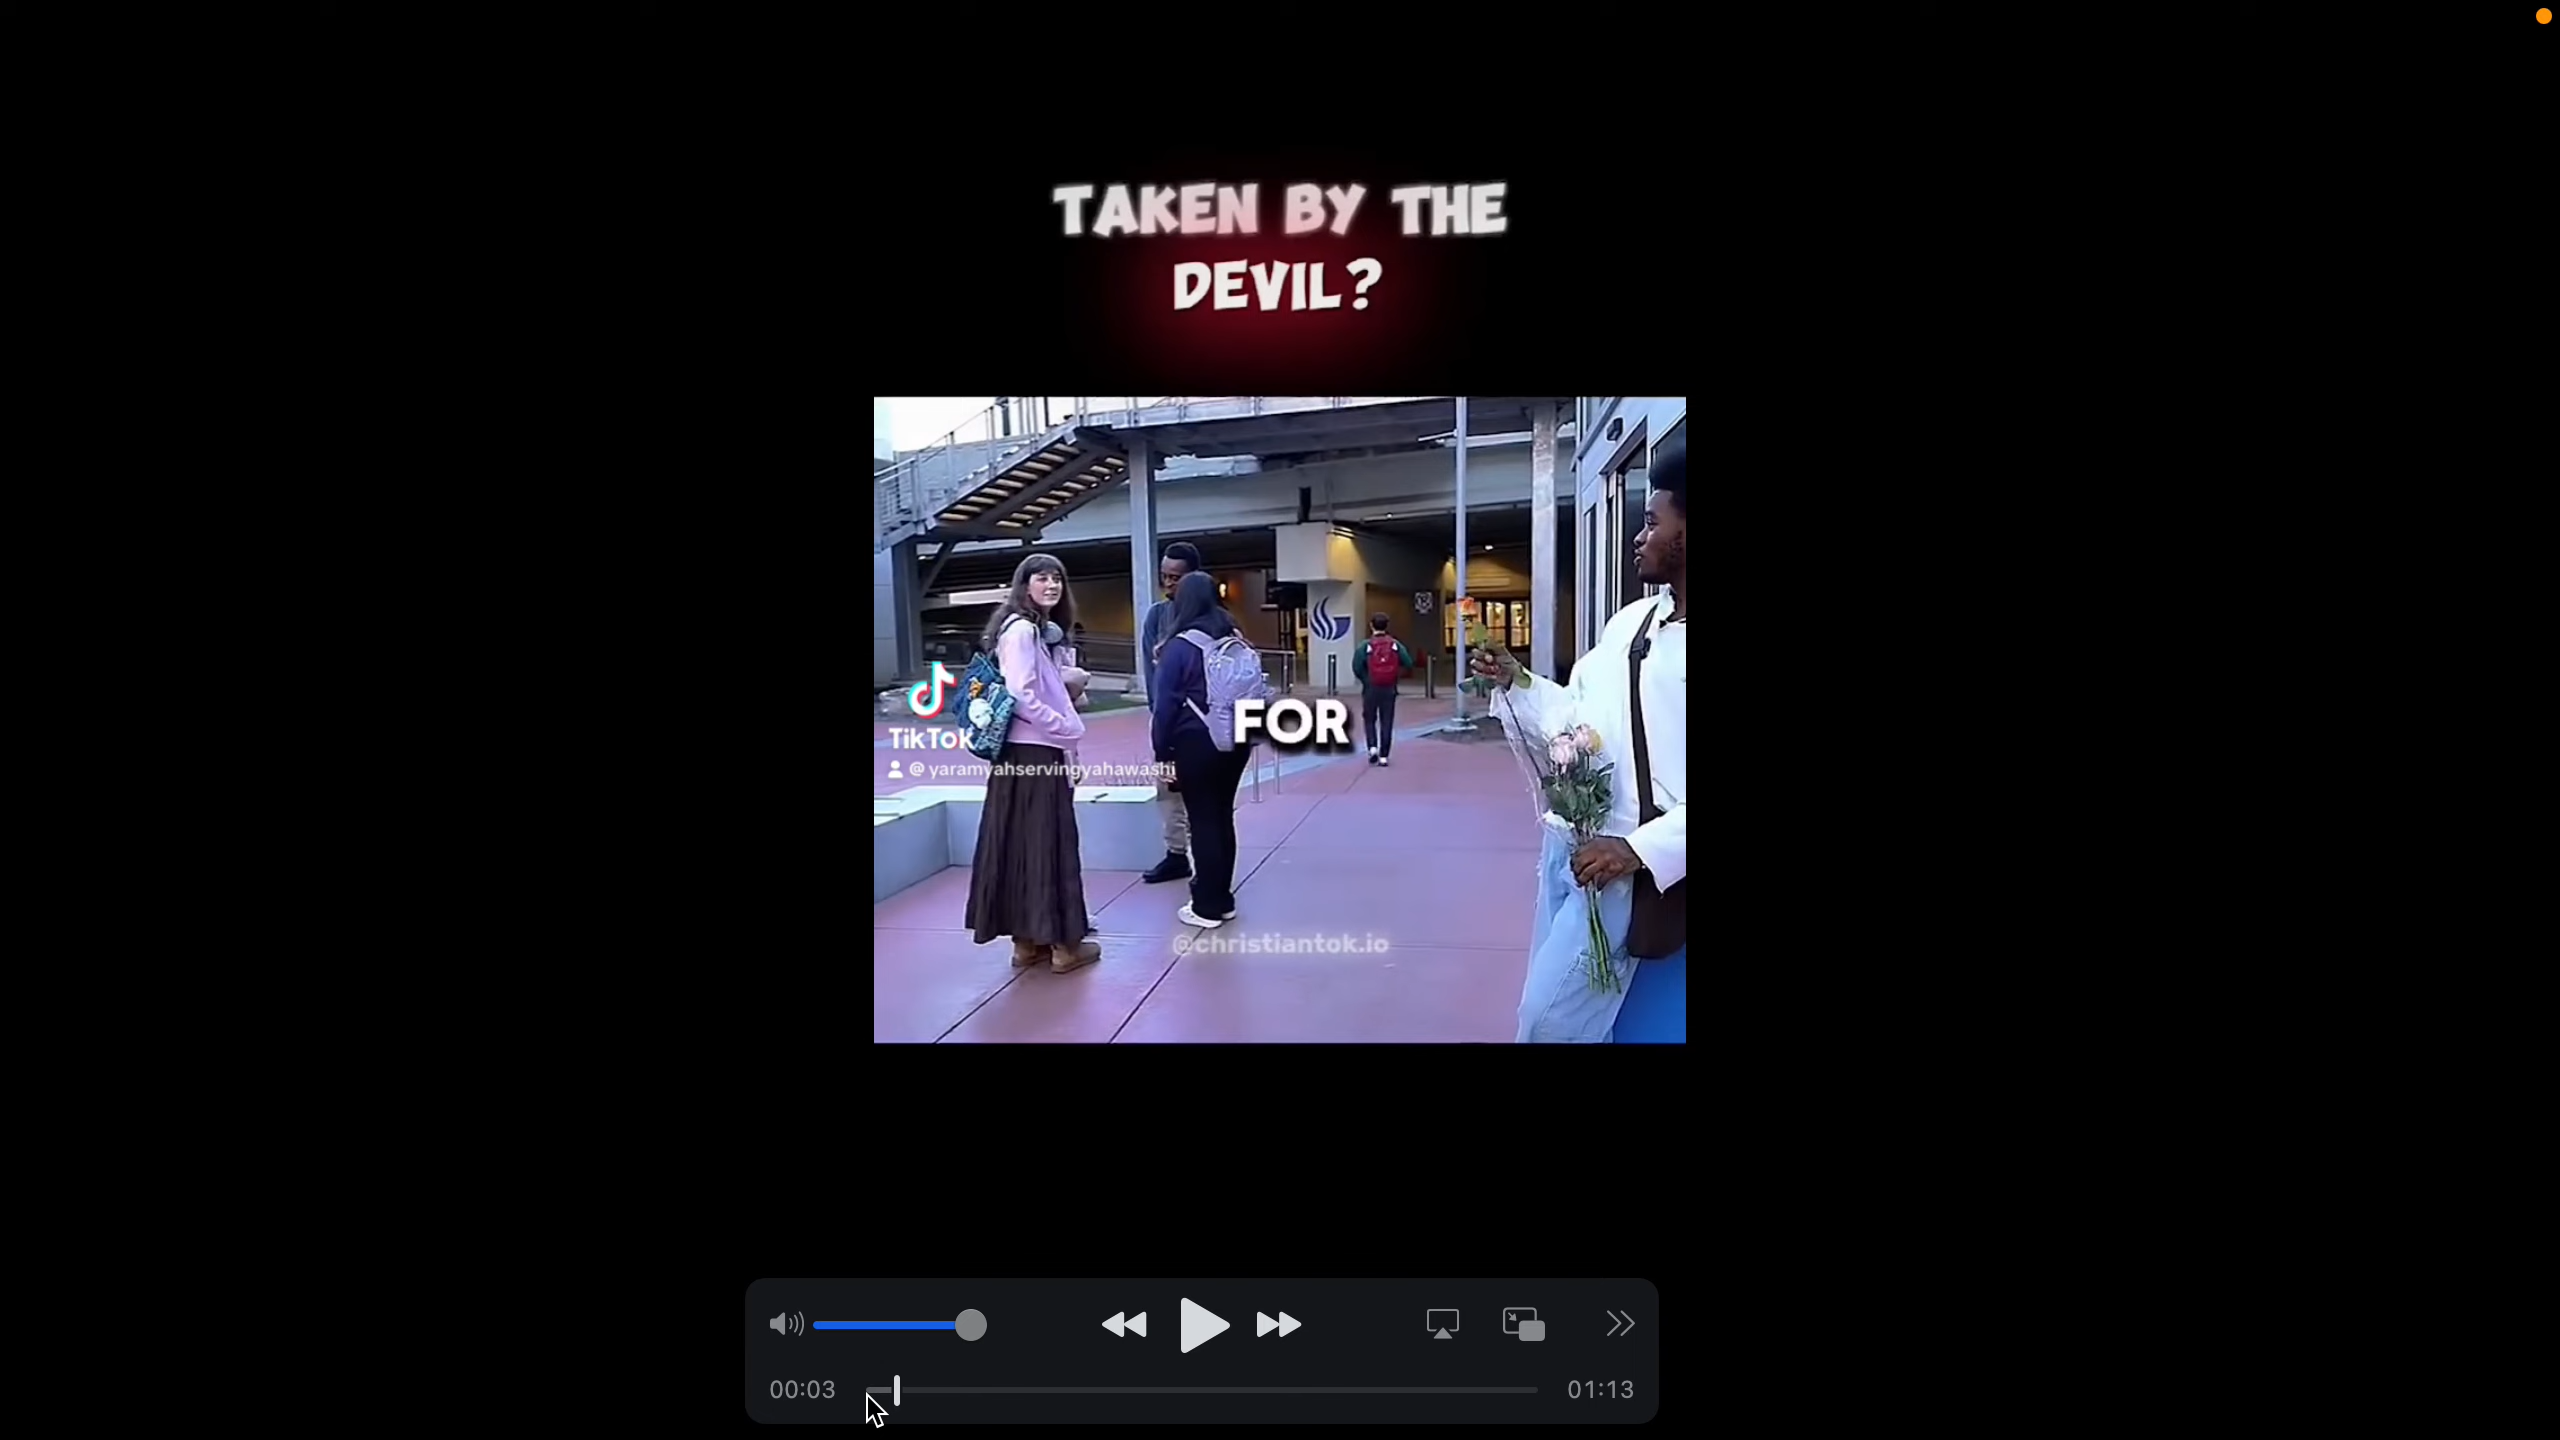 TAKEN BY THE
DEVIL?
FOR
TikTok
@yaramyahservingyahawashi
@christiantok.io
00:03
01:13